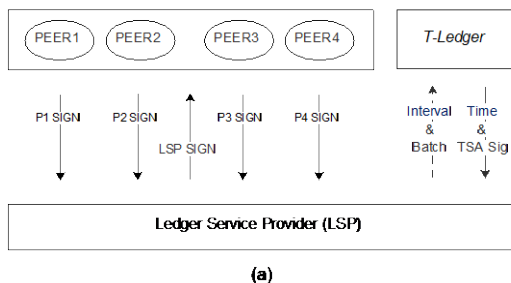 PEER1 PEER2 PEER3 PEER4
T-Ledger
P1 SIGN P2 SIGN P3 SIGN P4 SIGN
LSP SIGN
Interval
&
Batch
Time
&
TSA Sig
Ledger Service Provider (LSP)
(a)